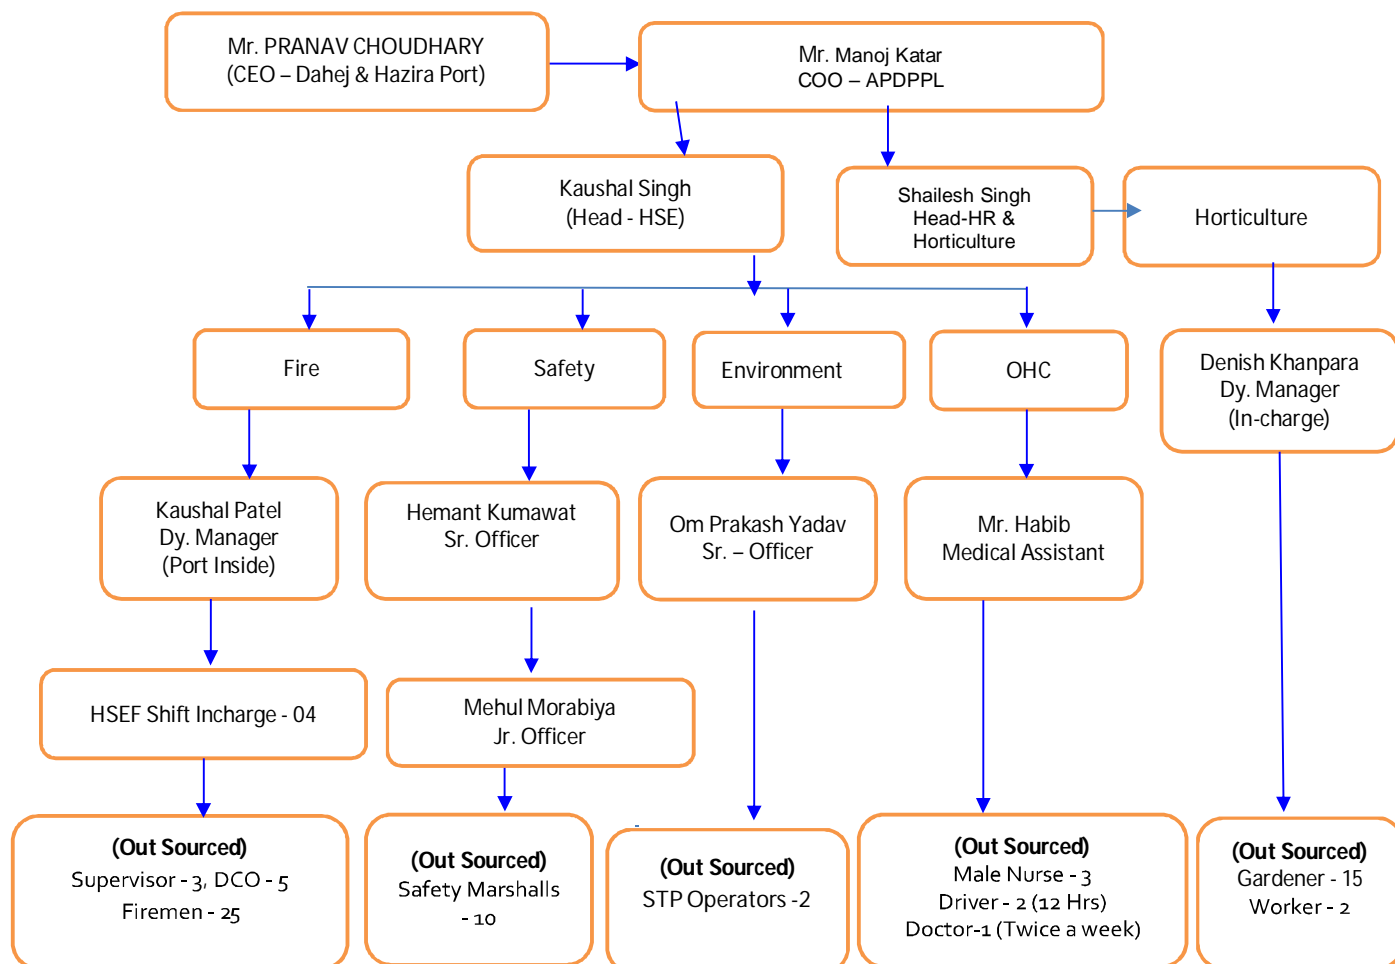 Mr. PRANAV CHOUDHARY
(CEO – Dahej & Hazira Port)
Mr. Manoj Katar
COO – APDPPL
Kaushal Singh
(Head - HSE)
Shailesh Singh
Head-HR &
Horticulture
Horticulture
Fire
Safety
Environment
OHC
Denish Khanpara
Dy. Manager
(In-charge)
Kaushal Patel
Dy. Manager
(Port Inside)
Hemant Kumawat
Sr. Officer
Om Prakash Yadav
Sr. – Officer
Mr. Habib
Medical Assistant
HSEF Shift Incharge - 04
Mehul Morabiya
Jr. Officer
(Out Sourced)
Supervisor - 3, DCO - 5
Firemen - 25
(Out Sourced)
Safety Marshalls
- 10
(Out Sourced)
STP Operators -2
(Out Sourced)
Male Nurse - 3
Driver - 2 (12 Hrs)
Doctor-1 (Twice a week)
(Out Sourced)
Gardener - 15
Worker - 2